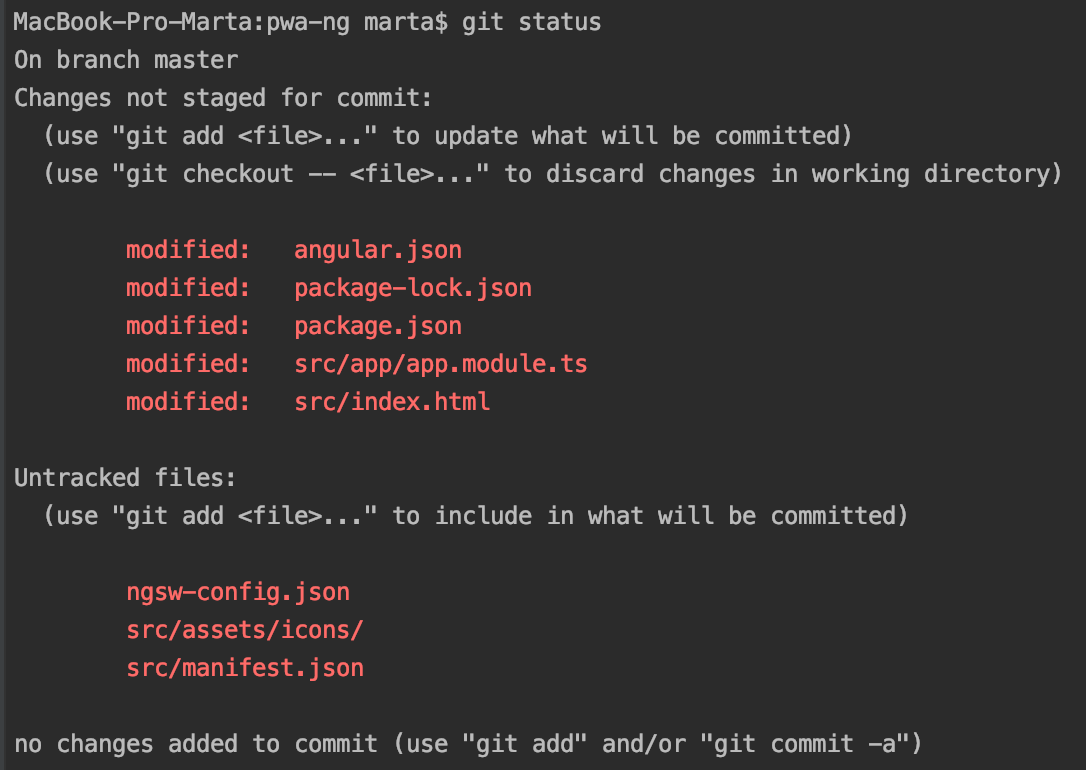 MacBook-Pro-Marta:pwa-ng marta$ git status
On branch master
Changes not staged for commit:
  (use "git add <file>..." to update what will be committed)
  (use "git checkout -- <file>..." to discard changes in working directory)

        modified:   angular.json
        modified:   package-lock.json
        modified:   package.json
        modified:   src/app/app.module.ts
        modified:   src/index.html

Untracked files:
  (use "git add <file>..." to include in what will be committed)

        ngsw-config.json
        src/assets/icons/
        src/manifest.json

no changes added to commit (use "git add" and/or "git commit -a")